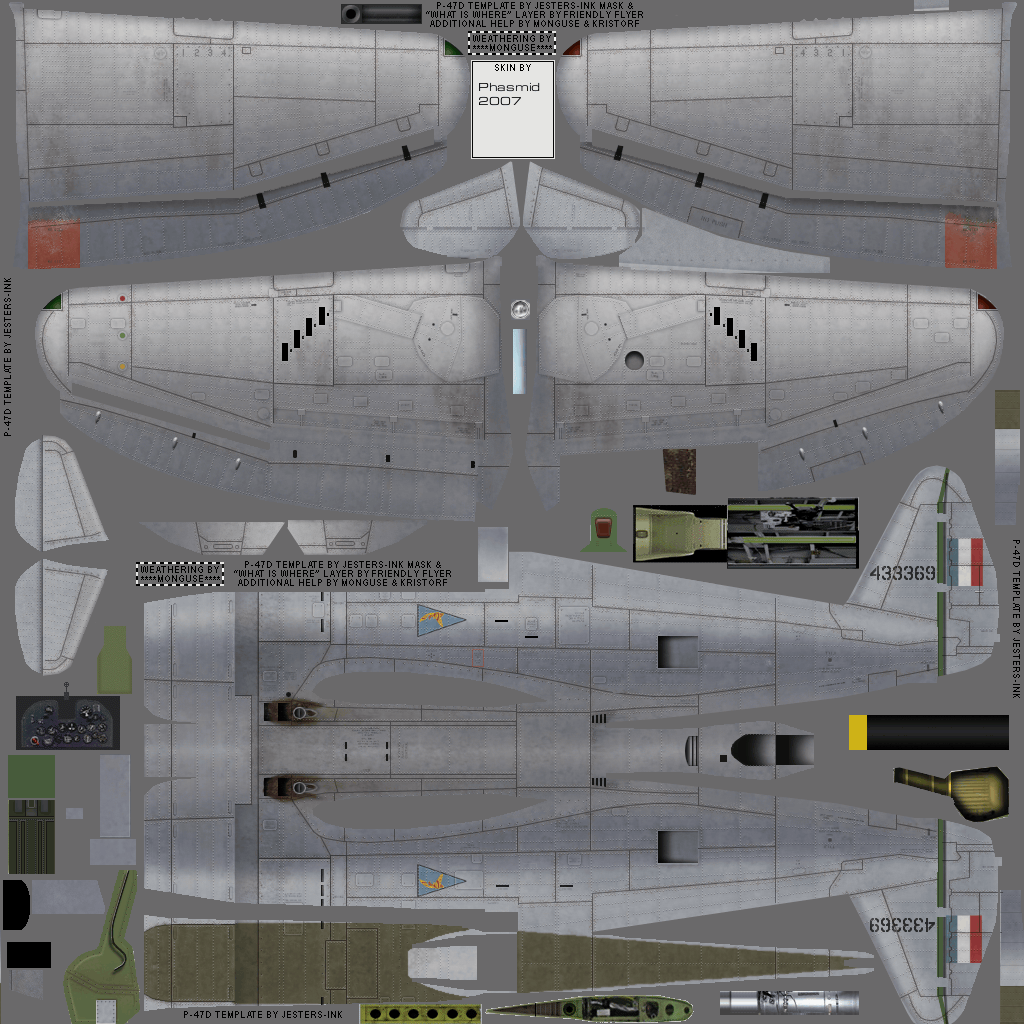 P-47D TEMPLATE BY JESTERS-INK MASK &
“WHAT IS WHERE” LAYER BY FRIENDLY FLYER
ADDITIONAL HELP BY MONGUSE & KRISTORF
WEATHERING BY
****MONGUSE****
SKIN BY
Phasmid
2007
1 2 3 4
4 3 2 1
P-47D TEMPLATE BY JESTERS-INK
433369
P-47D TEMPLATE BY JESTERS-INK
WEATHERING BY
****MONGUSE****
P-47D TEMPLATE BY JESTERS-INK MASK &
“WHAT IS WHERE” LAYER BY FRIENDLY FLYER
ADDITIONAL HELP BY MONGUSE & KRISTORF
433369
P-47D TEMPLATE BY JESTERS-INK